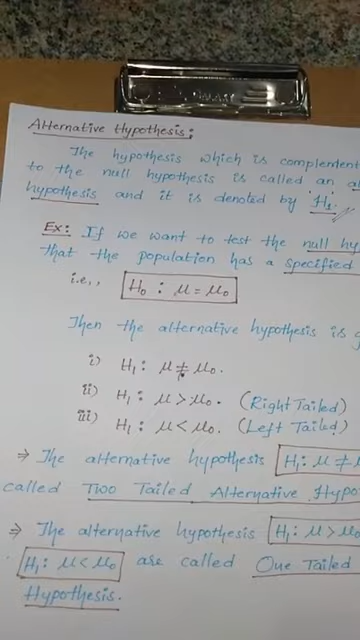 GALAXY
Alternative Hypothesis:
The hypothesis which is complement
to the null hypothesis is called an
hypothesis and it is denoted by 'H₁.
Ex: If we want to test the null hy
that the population has a specified
i.e., H₀ : μ = μ₀
Then the alternative hypothesis is
i) H₁ : μ ≠ μ₀.
ii) H₁ : μ > μ₀. (Right Tailed)
iii) H₁ : μ < μ₀. (Left Tailed)
⇒ The alternative hypothesis H₁ : μ ≠ μ
called Two Tailed Alternative Hypo
⇒ The alternative hypothesis H₁ : μ > μ₀
H₁ : μ < μ₀ are called One Tailed
Hypothesis.